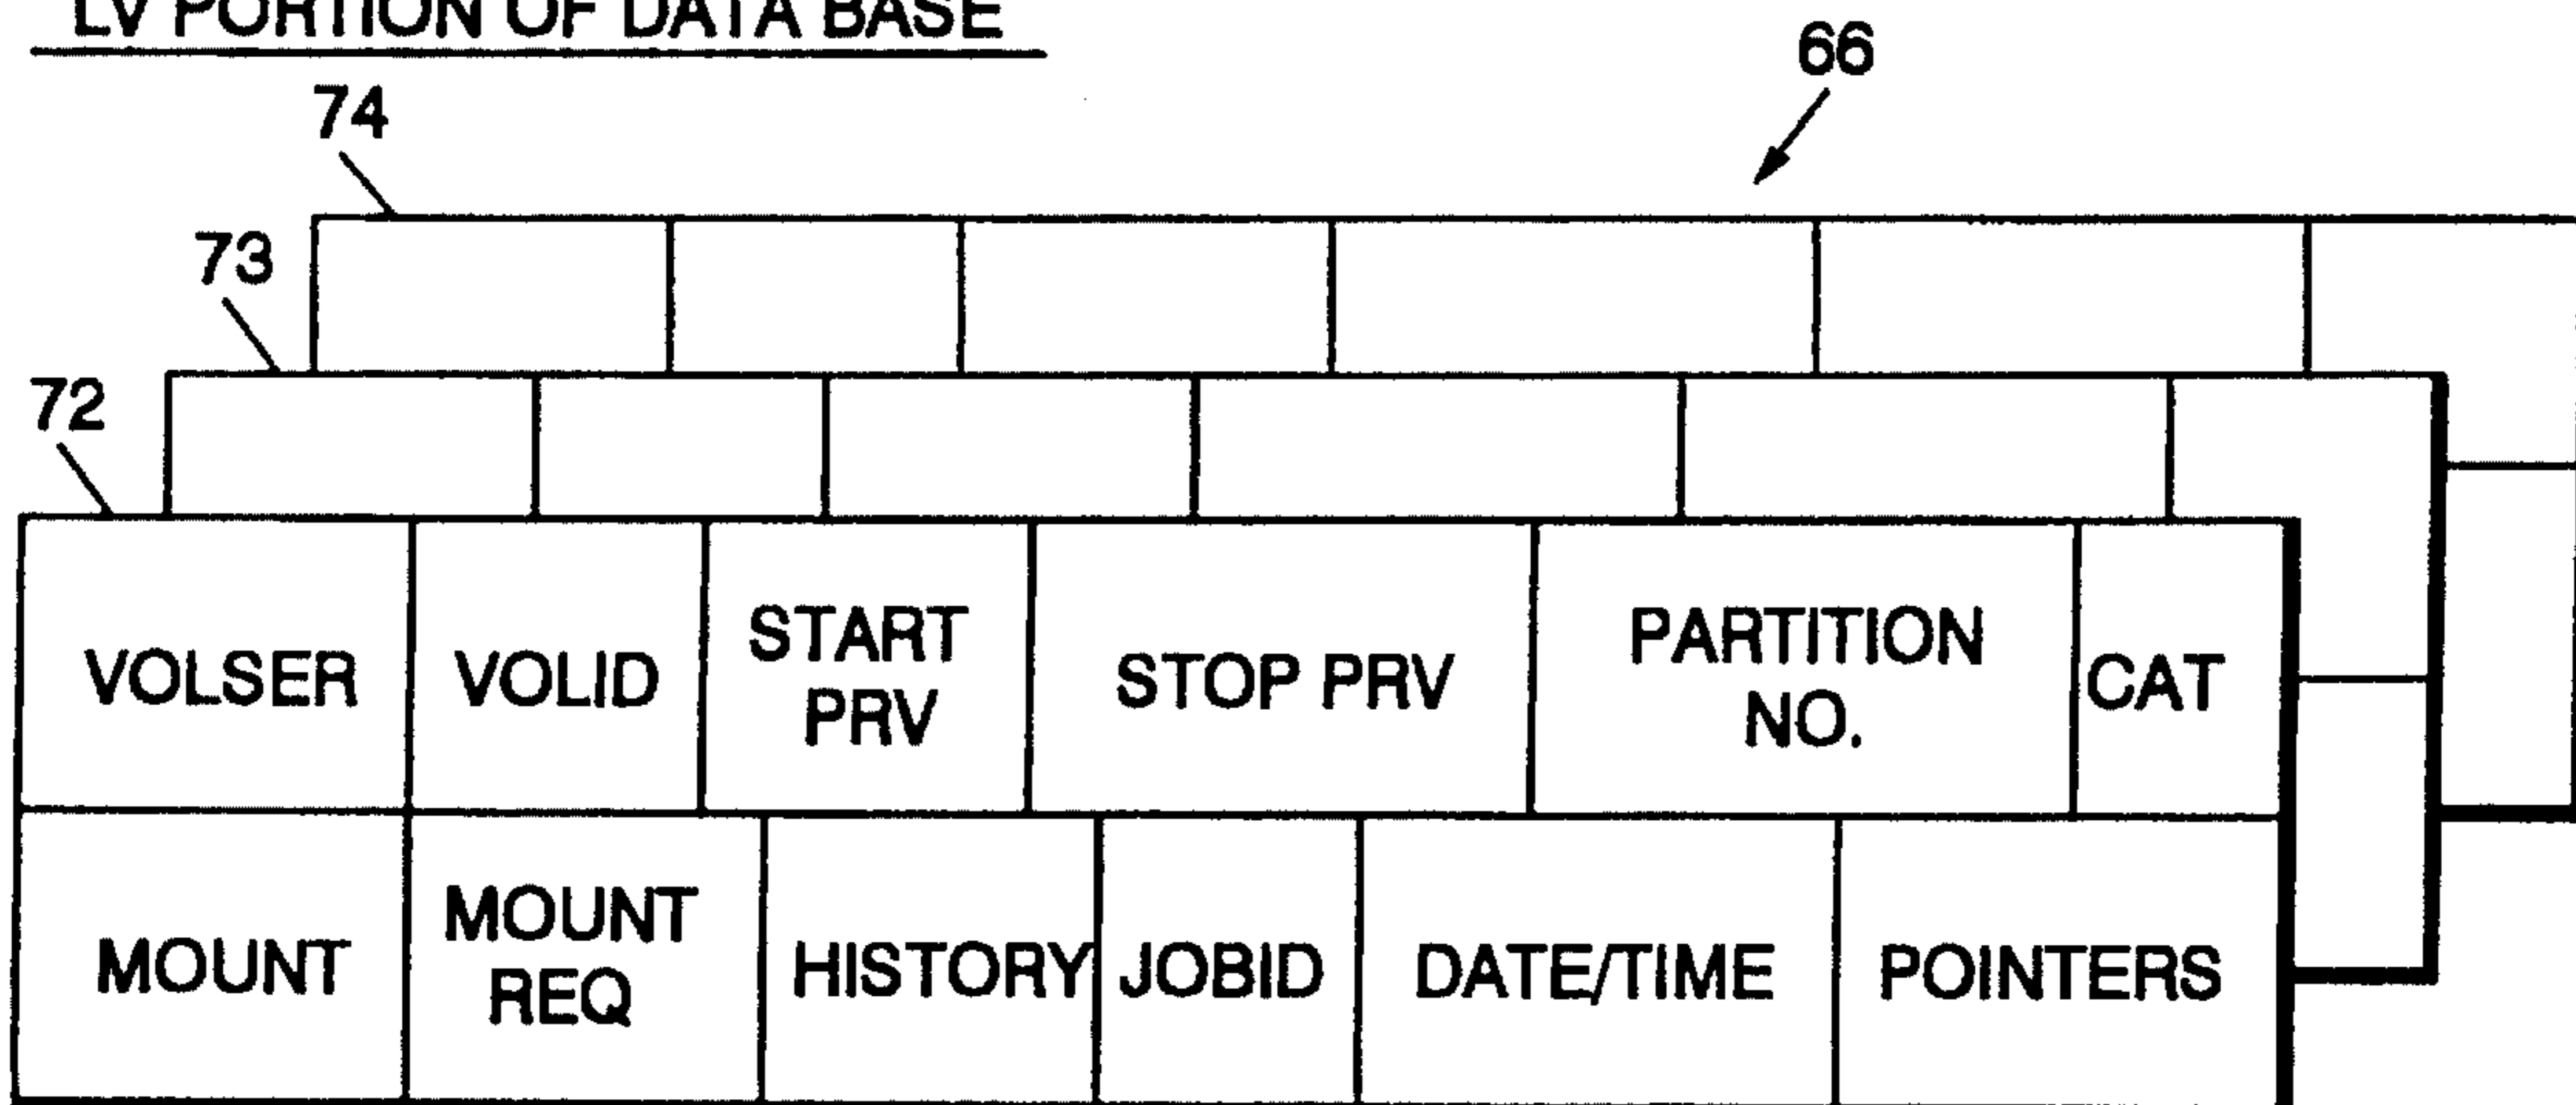 LV PORTION OF DATA BASE
66
74
73
72
VOLSER
VOLID
START
PRV
STOP PRV
PARTITION
NO.
CAT
MOUNT
MOUNT
REQ
HISTORY
JOBID
DATE/TIME
POINTERS